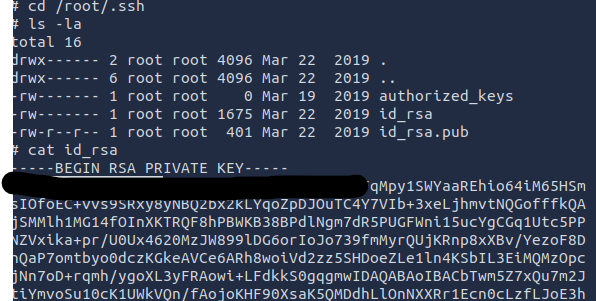 # cd /root/.ssh
# ls -la
total 16
drwx------ 2 root root 4096 Mar 22  2019 .
drwx------ 6 root root 4096 Mar 22  2019 ..
-rw------- 1 root root    0 Mar 19  2019 authorized_keys
-rw------- 1 root root 1675 Mar 22  2019 id_rsa
-rw-r--r-- 1 root root  401 Mar 22  2019 id_rsa.pub
# cat id_rsa
-----BEGIN RSA PRIVATE KEY-----
qMpy1SWYaaREhio64iM65HSm
sIOfoEC+vVs9SRxy8yNBQ2bx2kLYqoZpDJOuTC4Y7VIb+3xeLjhmvtNQGofffkQA
jSMMlh1MG14fOInXKTRQF8hPBWKB38BPdlNgm7dR5PUGFWni15ucYgCGq1Utc5PP
NZVxika+pr/U0Ux4620MzJW899lDG6orIoJo739fmMyrQUjKRnp8xXBv/YezoF8D
hQaP7omtbyo0dczKGkeAVCe6ARh8woiVd2zz5SHDoeZLe1ln4KSbIL3EiMQMzOpc
jNn7oD+rqmh/ygoXL3yFRAowi+LFdkkS0gqgmwIDAQABAoIBACbTwm5Z7xQu7m2J
tiYmvoSu10cK1UWkVQn/fAojoKHF90XsaK5QMDdhLlOnNXXRr1Ecn0cLzfLJoE3h